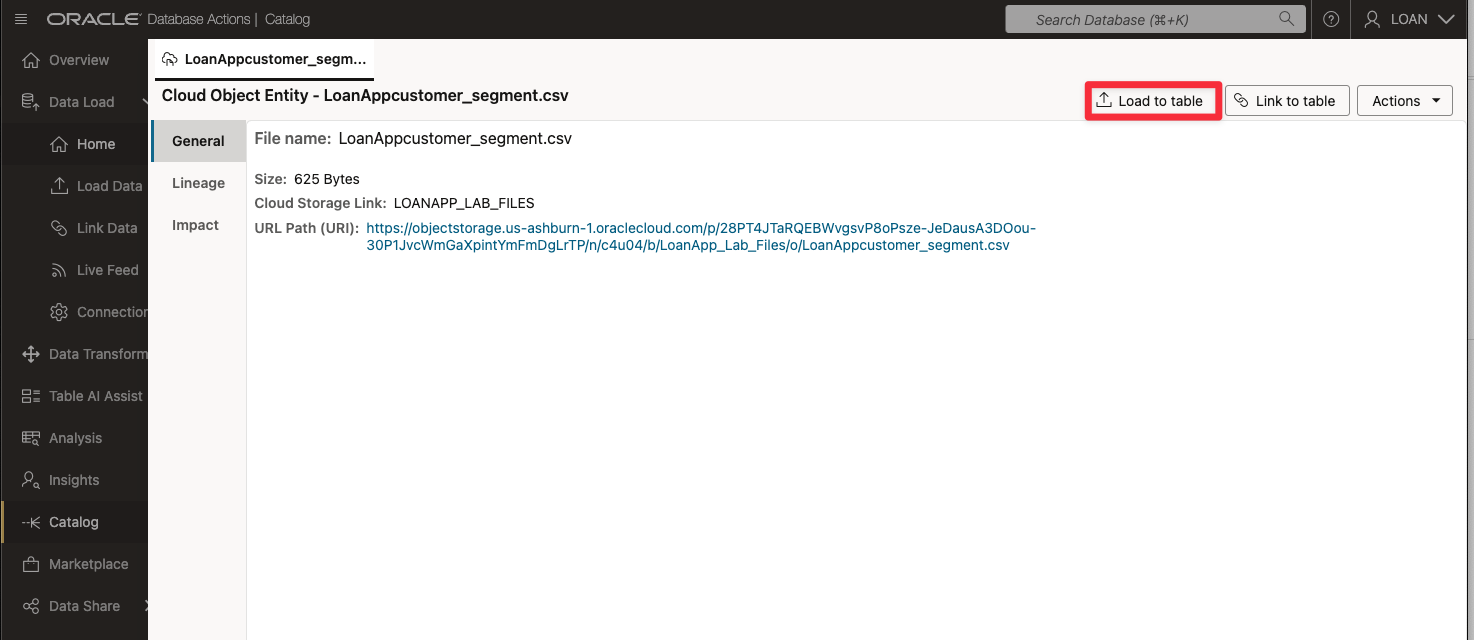 ORACLE Database Actions | Catalog
Search Database (⌘+K)
LOAN
Overview
Data Load
Home
Load Data
Link Data
Live Feed
Connection
Data Transform
Table AI Assist
Analysis
Insights
Catalog
Marketplace
Data Share
LoanAppcustomer_segm...
Cloud Object Entity - LoanAppcustomer_segment.csv
Load to table
Link to table
Actions
General
Lineage
Impact
File name: LoanAppcustomer_segment.csv
Size: 625 Bytes
Cloud Storage Link: LOANAPP_LAB_FILES
URL Path (URI): https://objectstorage.us-ashburn-1.oraclecloud.com/p/28PT4JTaRQEBWvgsvP8oPsze-JeDausA3DOou-
30P1JvcWmGaXpintYmFmDgLrTP/n/c4u04/b/LoanApp_Lab_Files/o/LoanAppcustomer_segment.csv